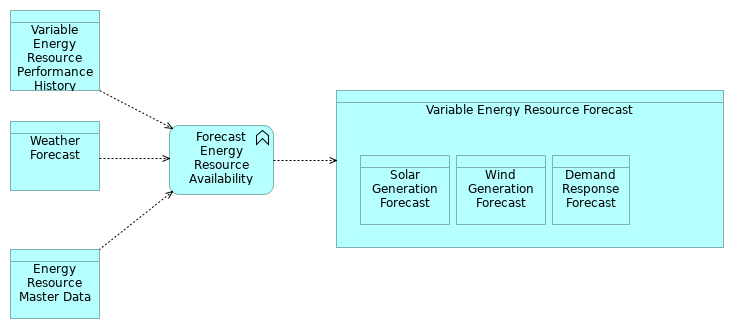 Variable
Energy
Resource
Performance
History
Weather
Forecast
Energy
Resource
Master Data
Forecast
Energy
Resource
Availability
Variable Energy Resource Forecast
Solar
Generation
Forecast
Wind
Generation
Forecast
Demand
Response
Forecast